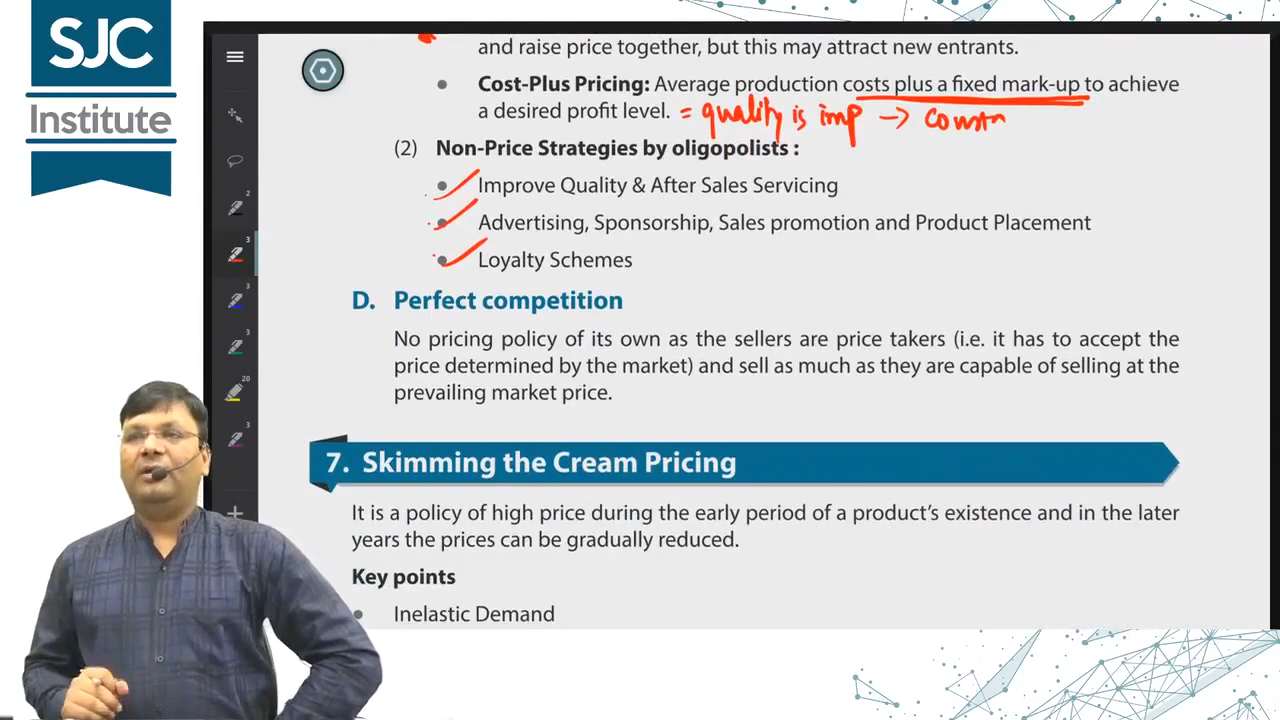 SJC
Institute
and raise price together, but this may attract new entrants.
• Cost-Plus Pricing: Average production costs plus a fixed mark-up to achieve
a desired profit level. = quality is imp →
(2) Non-Price Strategies by oligopolists :
• Improve Quality & After Sales Servicing
• Advertising, Sponsorship, Sales promotion and Product Placement
• Loyalty Schemes
D. Perfect competition
No pricing policy of its own as the sellers are price takers (i.e. it has to accept the
price determined by the market) and sell as much as they are capable of selling at the
prevailing market price.
7. Skimming the Cream Pricing
It is a policy of high price during the early period of a product's existence and in the later
years the prices can be gradually reduced.
Key points
• Inelastic Demand
2
3
3
3
20
3